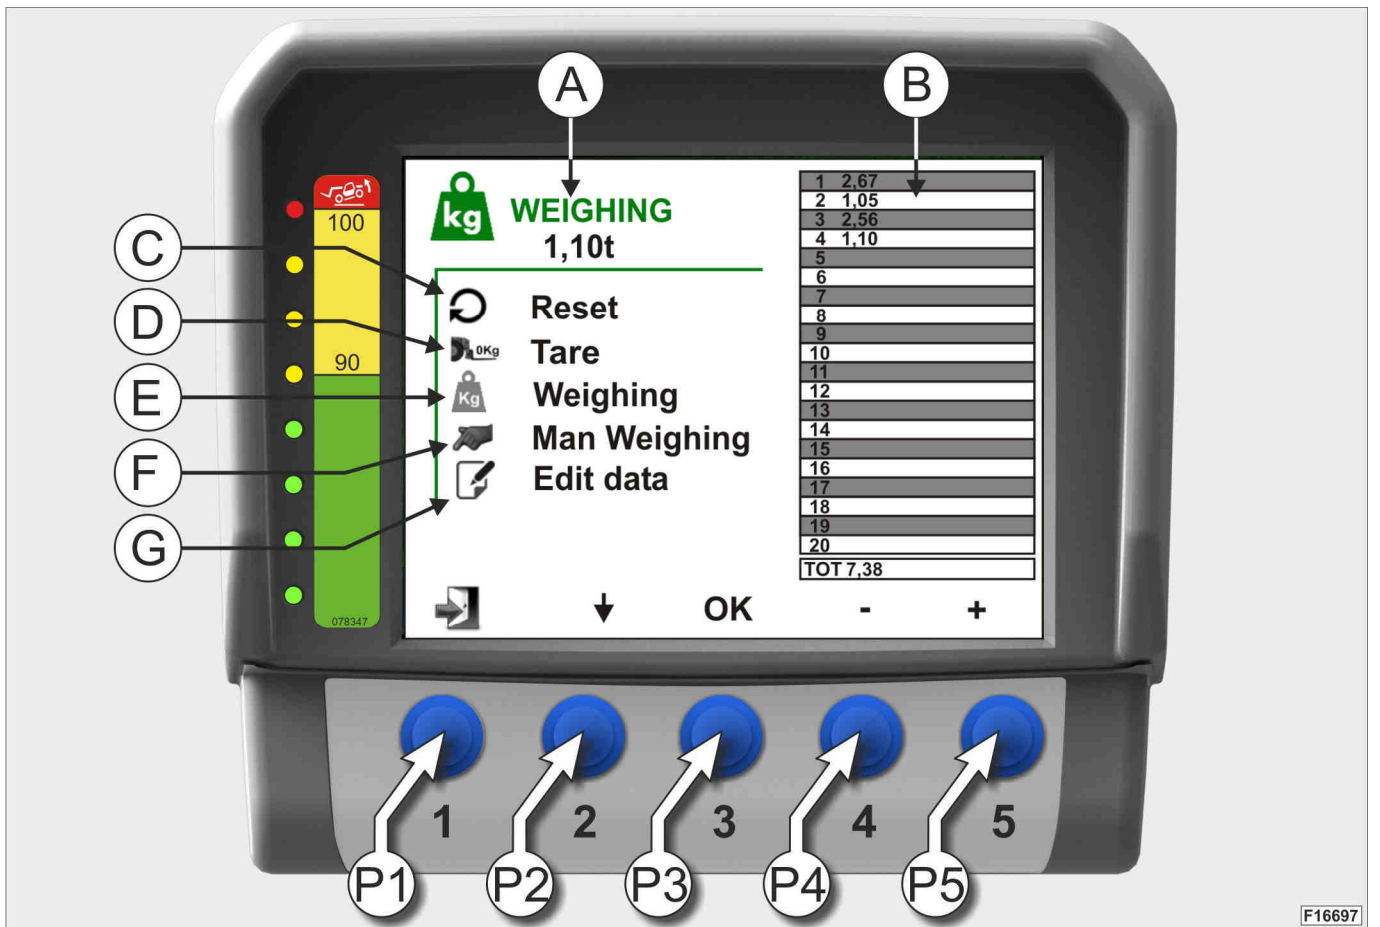 A
B
C
D
E
F
G
100
90
078347
kg
WEIGHING
1,10t
Reset
0Kg
Tare
Kg
Weighing
Man Weighing
Edit data
OK
-
+
1 2,67
2 1,05
3 2,56
4 1,10
5
6
7
8
9
10
11
12
13
14
15
16
17
18
19
20
TOT 7,38
1
2
3
4
5
P1
P2
P3
P4
P5
F16697